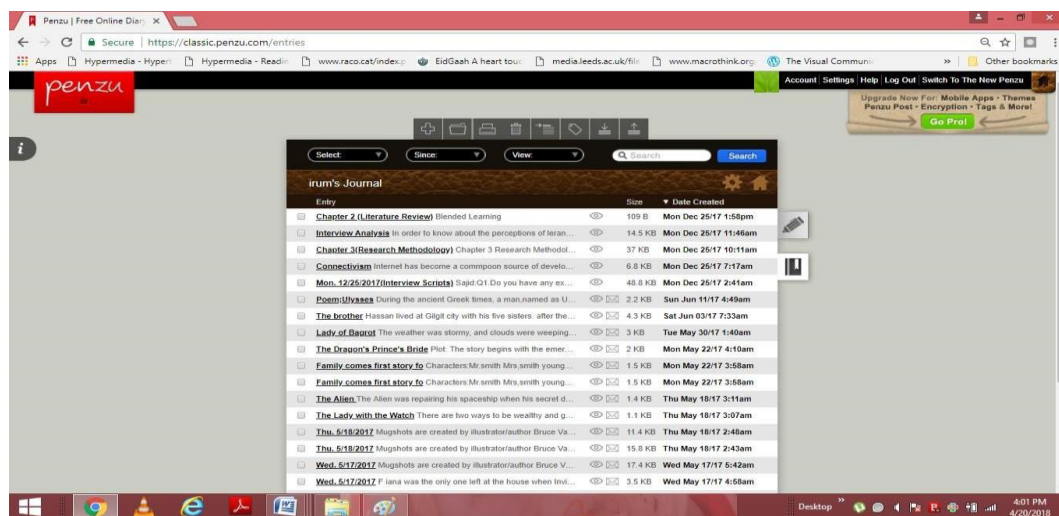 Penzu | Free Online Diar
Secure | https://classic.penzu.com/entries
Apps Hypermedia - Hypert Hypermedia - Readin www.raco.cat/index.p EidGaah A heart touc media.leeds.ac.uk/file www.macrothink.org The Visual Communi » Other bookmarks
penzu
Account Settings Help Log Out Switch To The New Penzu
Upgrade Now For: Mobile Apps • Themes
Penzu Post • Encryption • Tags & More!
Go Pro!
i
Select: Since: View: Search Search
irum's Journal
Entry Size Date Created
Chapter 2 (Literature Review) Blended Learning 109 B Mon Dec 25/17 1:58pm
Interview Analysis In order to know about the perceptions of leran... 14.5 KB Mon Dec 25/17 11:46am
Chapter 3(Research Methodology) Chapter 3 Research Methodol... 37 KB Mon Dec 25/17 10:11am
Connectivism Internet has become a commpoon source of develo... 6.8 KB Mon Dec 25/17 7:17am
Mon. 12/25/2017(Interview Scripts) Sajid:Q1.Do you have any ex... 48.8 KB Mon Dec 25/17 2:41am
Poem;Ulysses During the ancient Greek times, a man,named as U... 2.2 KB Sun Jun 11/17 4:49am
The brother Hassan lived at Gilgit city with his five sisters. after the... 4.3 KB Sat Jun 03/17 7:33am
Lady of Bagrot The weather was stormy, and clouds were weeping... 3 KB Tue May 30/17 1:40am
The Dragon's Prince's Bride Plot: The story begins with the emer... 2 KB Mon May 22/17 4:10am
Family comes first story fo Characters:Mr.smith Mrs,smith young... 1.5 KB Mon May 22/17 3:58am
Family comes first story fo Characters:Mr.smith Mrs,smith young... 1.5 KB Mon May 22/17 3:58am
The Alien The Alien was repairing his spaceship when his secret d... 1.4 KB Thu May 18/17 3:11am
The Lady with the Watch There are two ways to be wealthy and g... 1.1 KB Thu May 18/17 3:07am
Thu. 5/18/2017 Mugshots are created by illustrator/author Bruce Va... 11.4 KB Thu May 18/17 2:48am
Thu. 5/18/2017 Mugshots are created by illustrator/author Bruce Va... 15.8 KB Thu May 18/17 2:43am
Wed. 5/17/2017 Mugshots are created by illustrator/author Bruce V... 17.4 KB Wed May 17/17 5:42am
Wed. 5/17/2017 F iana was the only one left at the house when Invi... 3.5 KB Wed May 17/17 4:58am
Desktop » 4:01 PM
4/20/2018